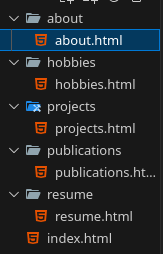 about
about.html
hobbies
hobbies.html
projects
projects.html
publications
publications.ht...
resume
resume.html
index.html